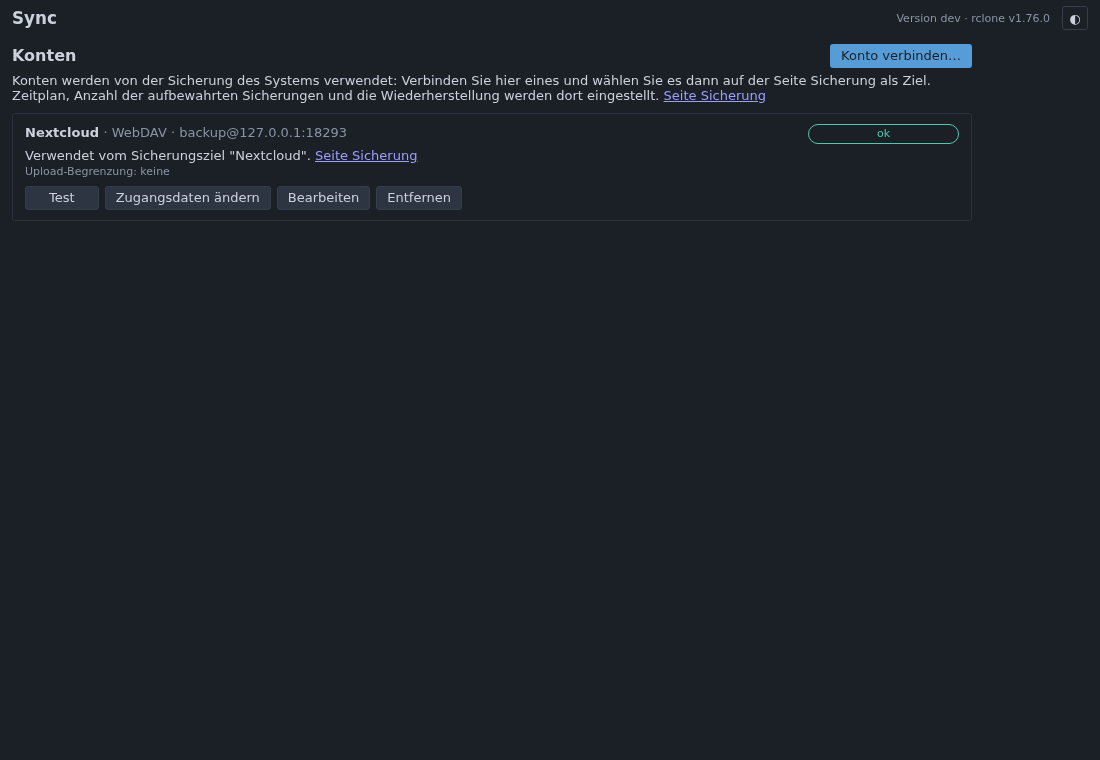 Sync
Version dev · rclone v1.76.0
Konten
Konto verbinden…
Konten werden von der Sicherung des Systems verwendet: Verbinden Sie hier eines und wählen Sie es dann auf der Seite Sicherung als Ziel.
Zeitplan, Anzahl der aufbewahrten Sicherungen und die Wiederherstellung werden dort eingestellt. Seite Sicherung
Nextcloud · WebDAV · backup@127.0.0.1:18293
ok
Verwendet vom Sicherungsziel "Nextcloud". Seite Sicherung
Upload-Begrenzung: keine
Test Zugangsdaten ändern Bearbeiten Entfernen